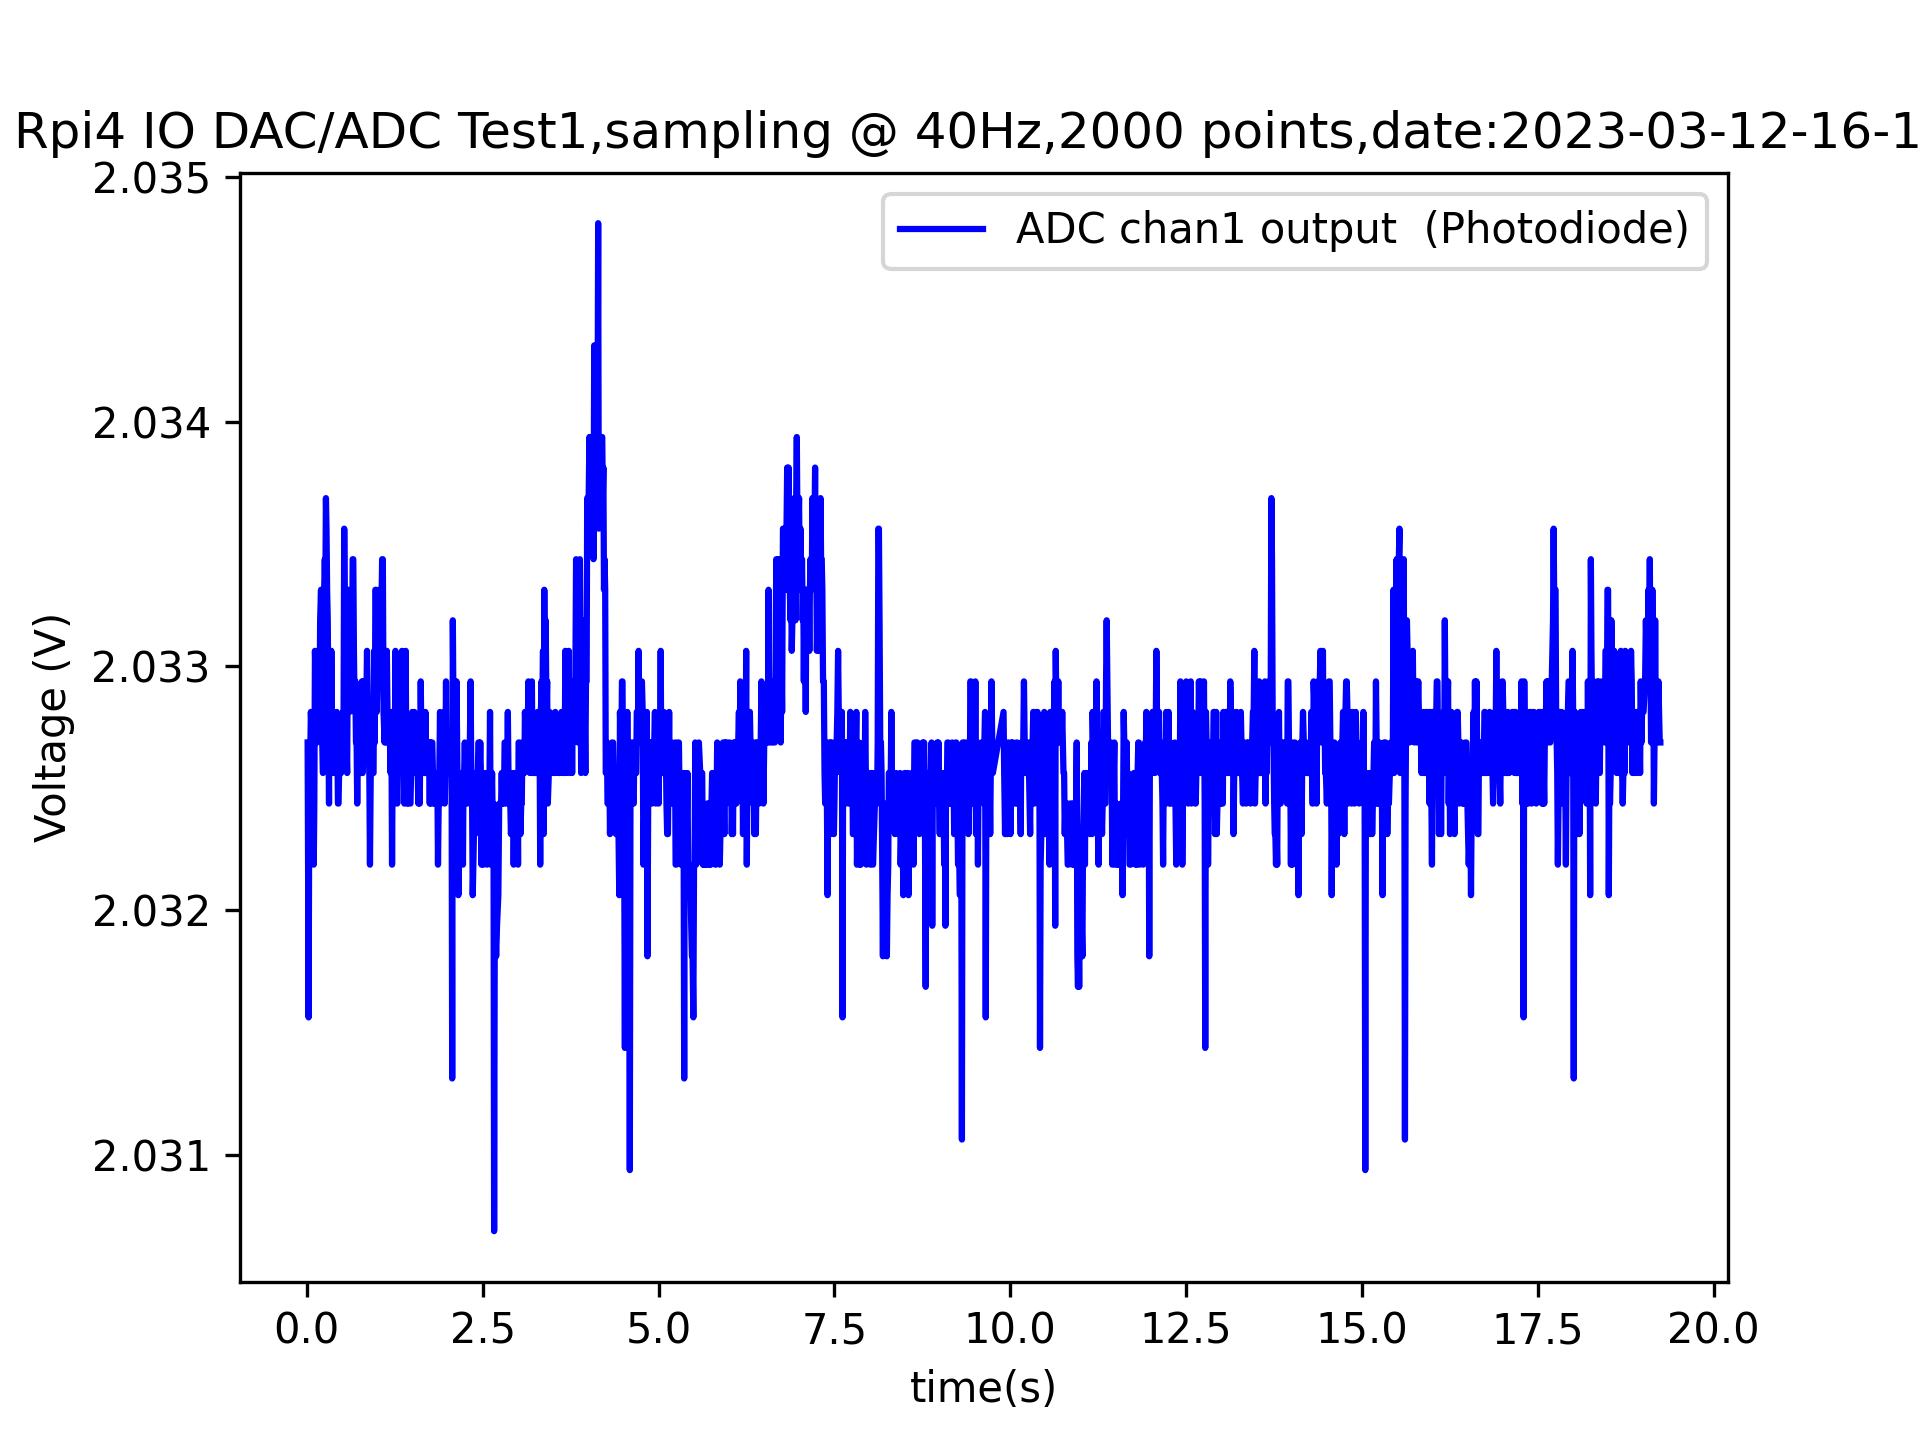 Rpi4 IO DAC/ADC Test1,sampling @ 40Hz,2000 points,date:2023-03-12-16-1
ADC chan1 output  (Photodiode)
2.035
2.034
2.033
2.032
2.031
Voltage (V)
0.0 2.5 5.0 7.5 10.0 12.5 15.0 17.5 20.0
time(s)